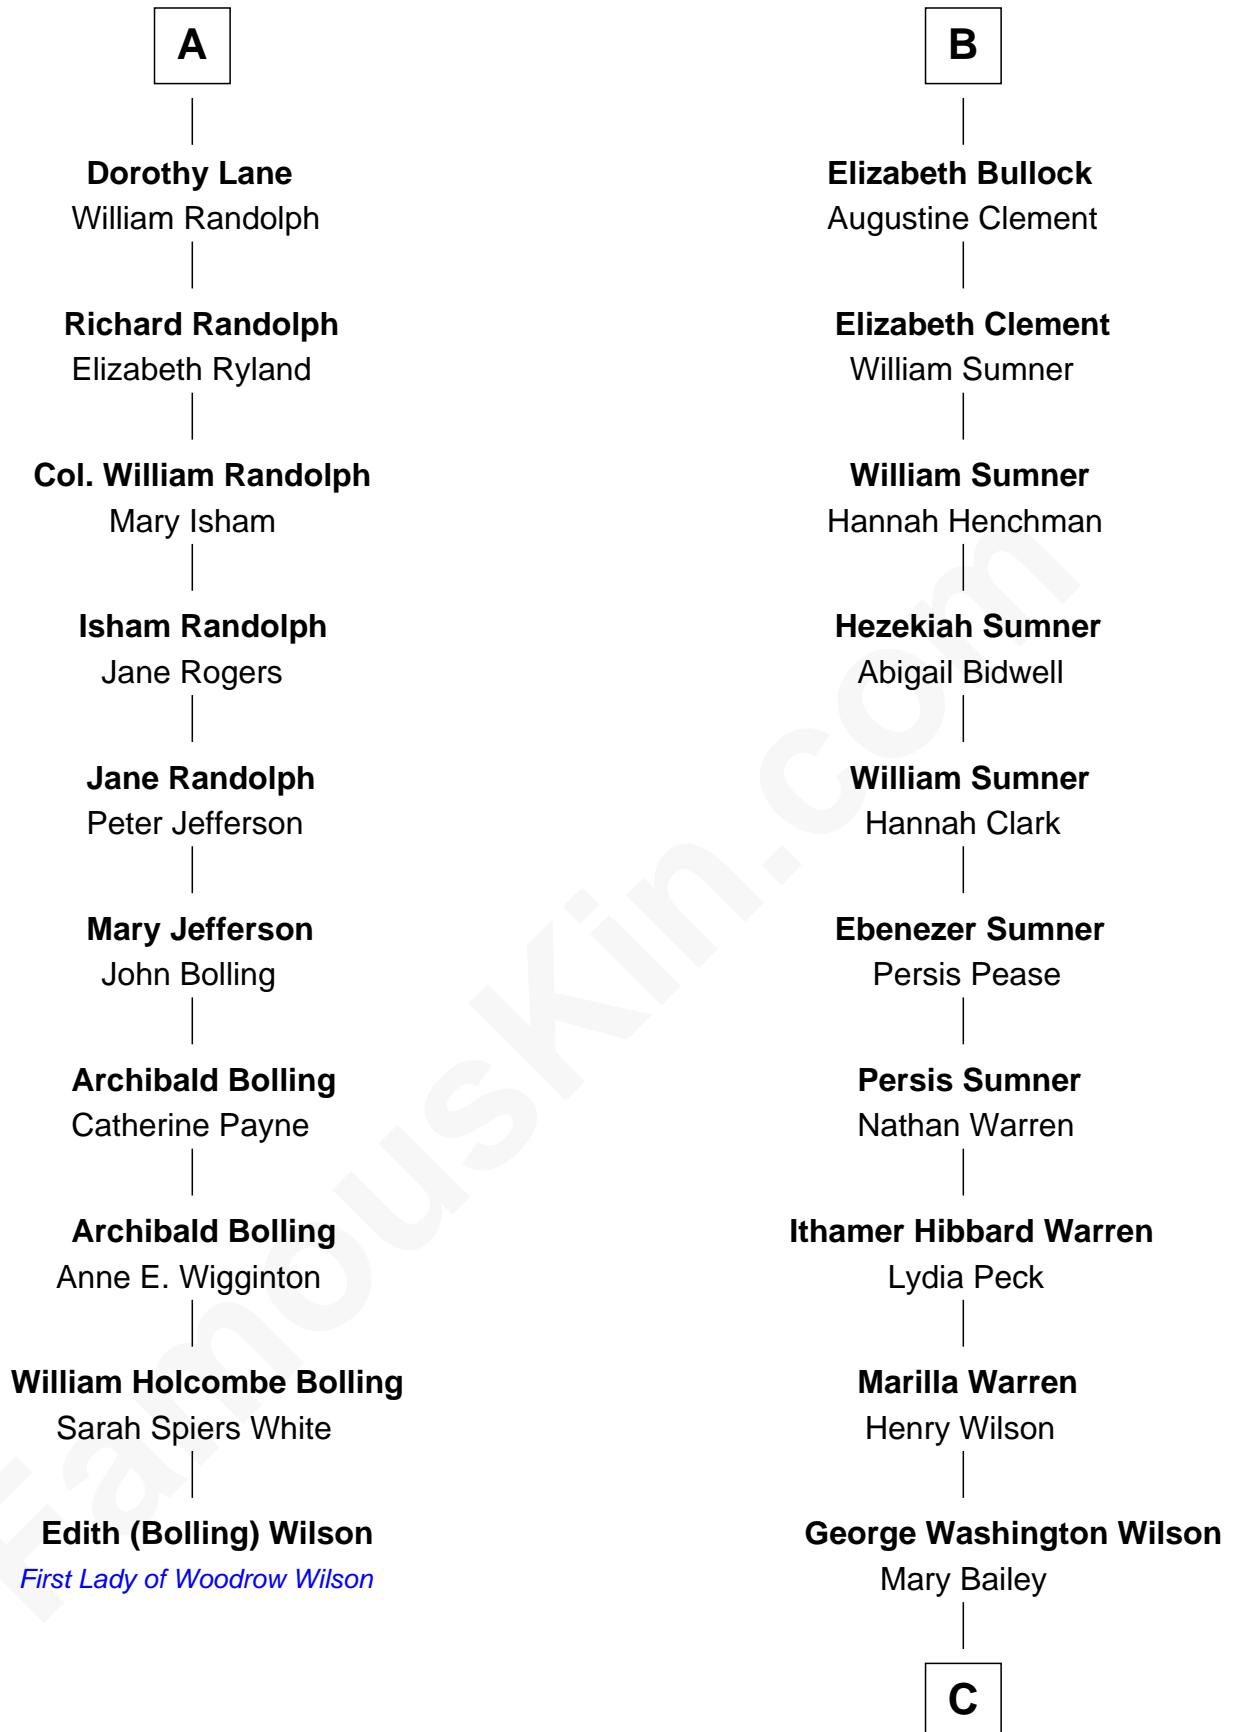 A
Dorothy Lane
William Randolph
Richard Randolph
Elizabeth Ryland
Col. William Randolph
Mary Isham
Isham Randolph
Jane Rogers
Jane Randolph
Peter Jefferson
Mary Jefferson
John Bolling
Archibald Bolling
Catherine Payne
Archibald Bolling
Anne E. Wigginton
William Holcombe Bolling
Sarah Spiers White
Edith (Bolling) Wilson
First Lady of Woodrow Wilson
B
Elizabeth Bullock
Augustine Clement
Elizabeth Clement
William Sumner
William Sumner
Hannah Henchman
Hezekiah Sumner
Abigail Bidwell
William Sumner
Hannah Clark
Ebenezer Sumner
Persis Pease
Persis Sumner
Nathan Warren
Ithamer Hibbard Warren
Lydia Peck
Marilla Warren
Henry Wilson
George Washington Wilson
Mary Bailey
C
FamousKin.com